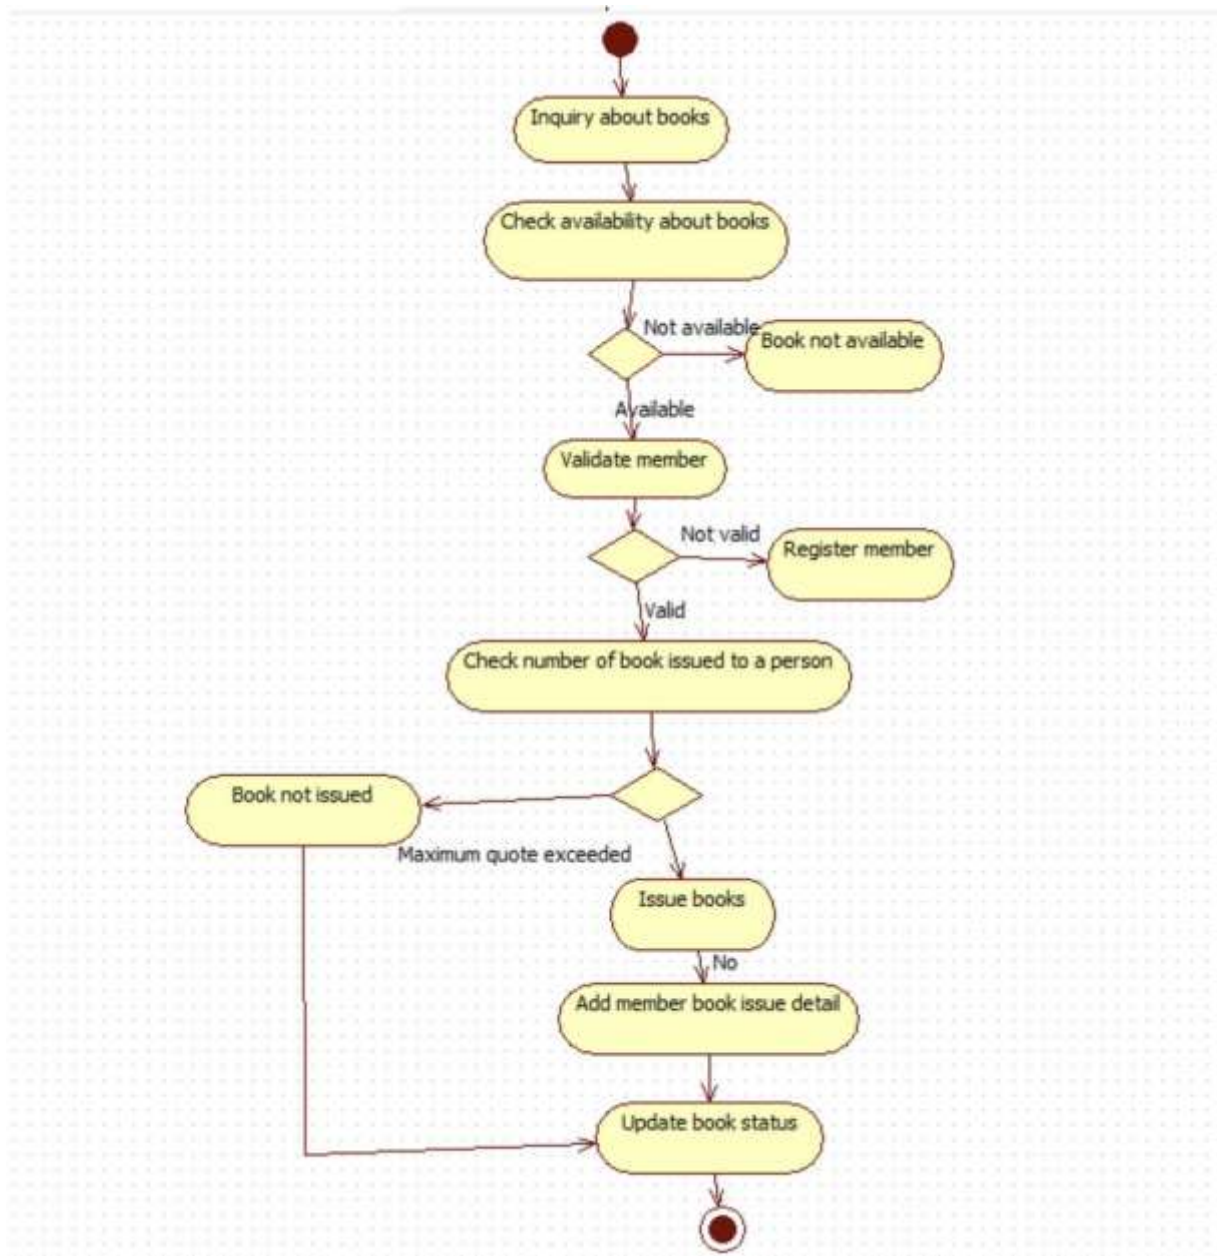 Inquiry about books
Check availability about books
Not available
Book not available
Available
Validate member
Not valid
Register member
Valid
Check number of book issued to a person
Book not issued
Maximum quote exceeded
Issue books
No
Add member book issue detail
Update book status